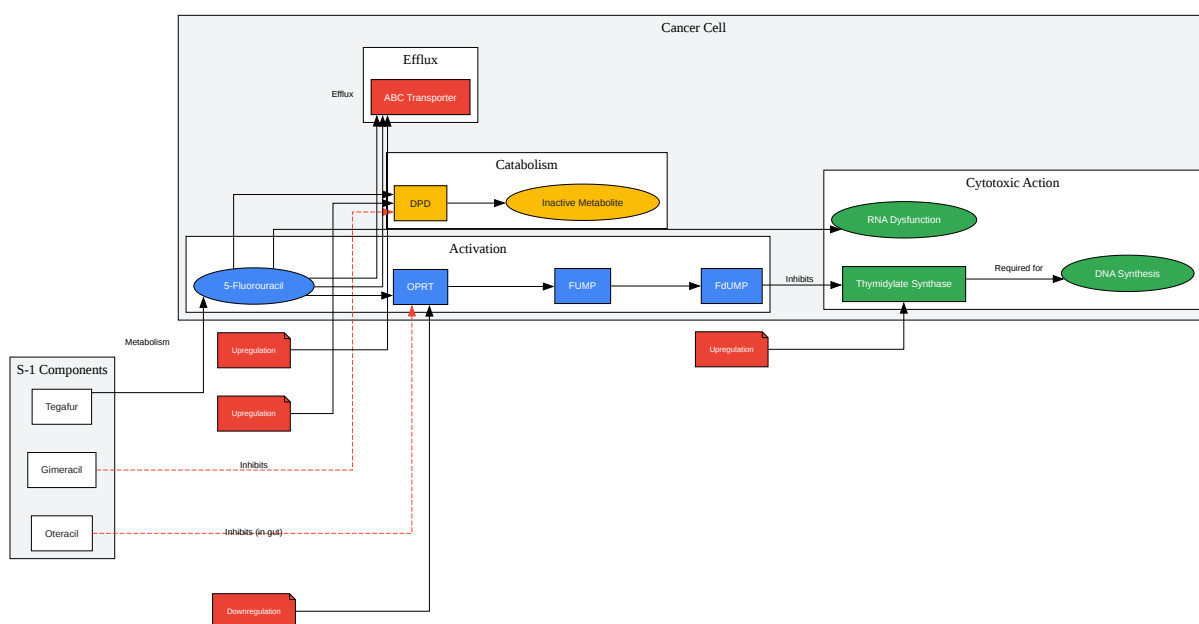 Cancer Cell
Efflux
Efflux
ABC Transporter
Catabolism
DPD
Inactive Metabolite
Cytotoxic Action
RNA Dysfunction
Activation
5-Fluorouracil
OPRT
FUMP
FdUMP
Inhibits
Thymidylate Synthase
Required for
DNA Synthesis
Metabolism
Upregulation
Upregulation
S-1 Components
Tegafur
Upregulation
Gimeracil
Inhibits
Oteracil
Inhibits (in gut)
Downregulation